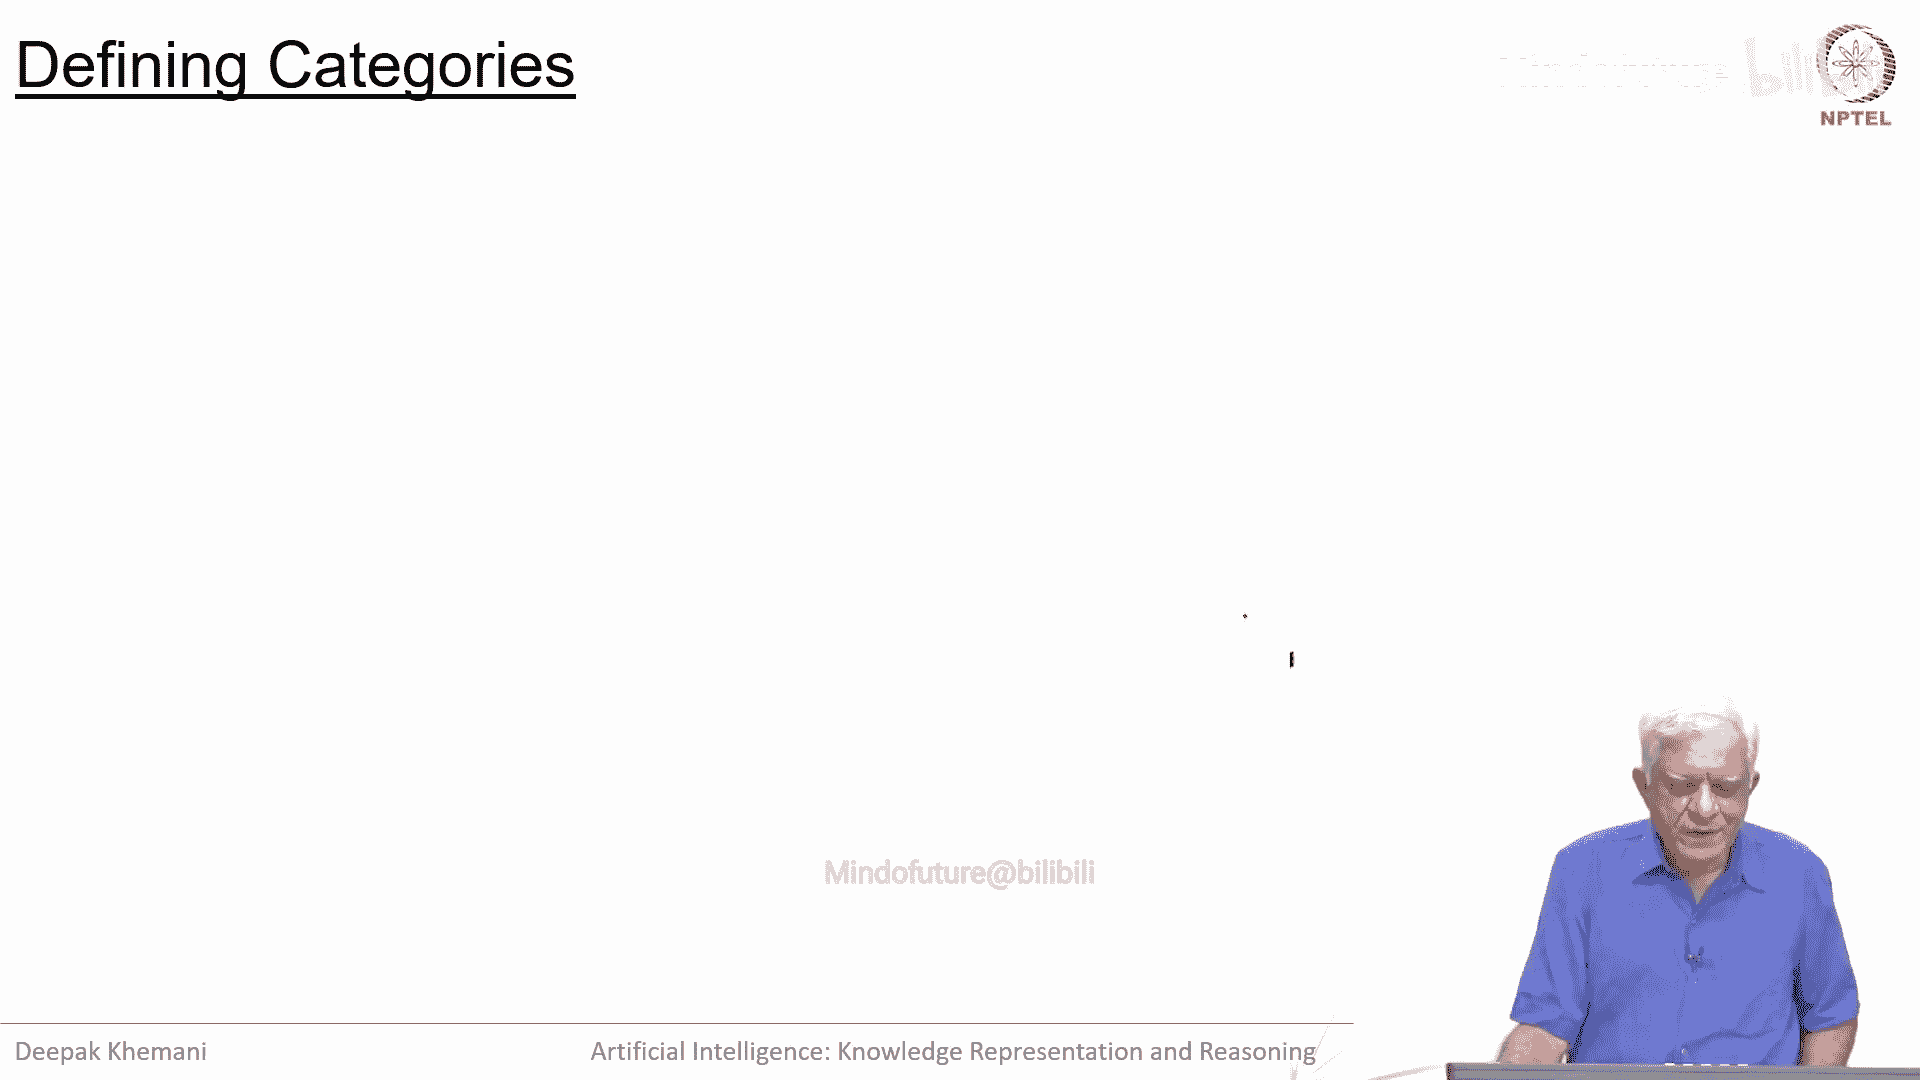 Defining Categories
NPTEL
Mindofuture@bilibili
Deepak Khemani
Artificial Intelligence: Knowledge Representation and Reasoning